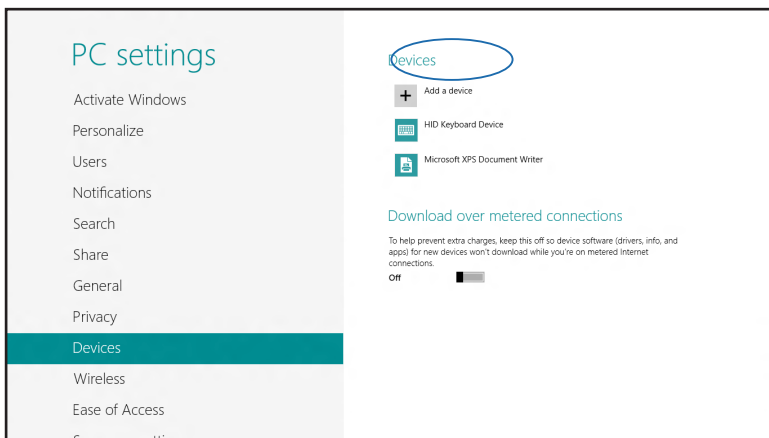 PC settings
Activate Windows
Personalize
Users
Notifications
Search
Share
General
Privacy
Devices
Wireless
Ease of Access
Devices
Add a device
HID Keyboard Device
Microsoft XPS Document Writer
Download over metered connections
To help prevent extra charges, keep this off so device software (drivers, info, and
apps) for new devices won't download while you're on metered Internet
connections.
Off